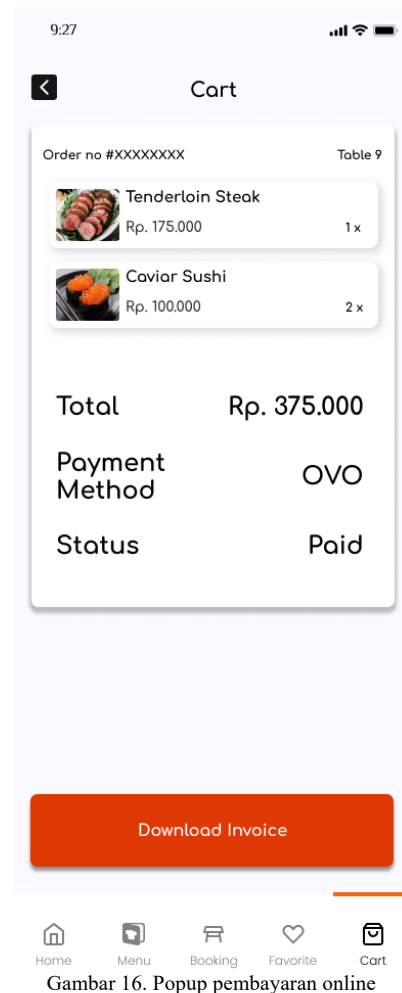 9:27
Cart
Order no #XXXXXXXX Table 9
Tenderloin Steak
Rp. 175.000 1 x
Caviar Sushi
Rp. 100.000 2 x
Total Rp. 375.000
Payment
Method OVO
Status Paid
Download Invoice
Home Menu Booking Favorite Cart
Gambar 16. Popup pembayaran online